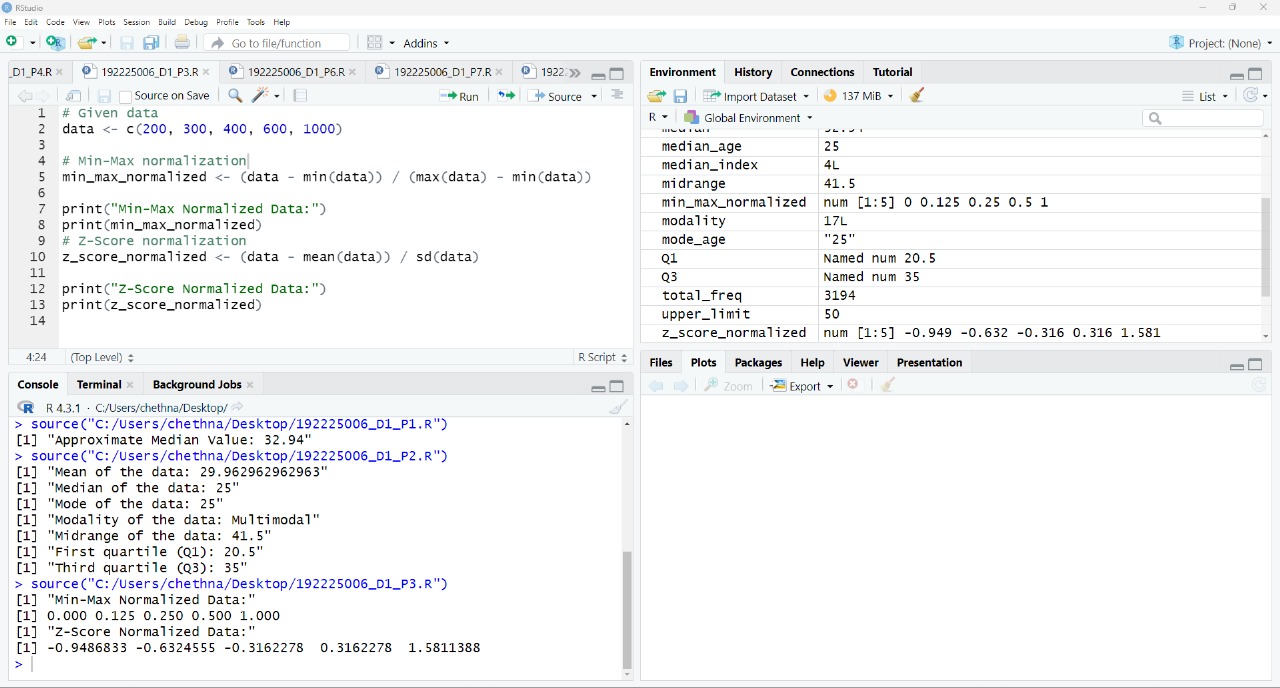 RStudio
File Edit Code View Plots Session Build Debug Profile Tools Help
Go to file/function Addins Project: (None)
_D1_P4.R 192225006_D1_P3.R 192225006_D1_P6.R 192225006_D1_P7.R 1922
Source on Save Run Source
1 # Given data
2 data <- c(200, 300, 400, 600, 1000)
3
4 # Min-Max normalization
5 min_max_normalized <- (data - min(data)) / (max(data) - min(data))
6
7 print("Min-Max Normalized Data:")
8 print(min_max_normalized)
9 # Z-Score normalization
10 z_score_normalized <- (data - mean(data)) / sd(data)
11
12 print("Z-Score Normalized Data:")
13 print(z_score_normalized)
14
4:24 (Top Level) R Script
Console Terminal Background Jobs
R 4.3.1 · C:/Users/chethna/Desktop/
> source("C:/Users/chethna/Desktop/192225006_D1_P1.R")
[1] "Approximate Median Value: 32.94"
> source("C:/Users/chethna/Desktop/192225006_D1_P2.R")
[1] "Mean of the data: 29.962962962963"
[1] "Median of the data: 25"
[1] "Mode of the data: 25"
[1] "Modality of the data: Multimodal"
[1] "Midrange of the data: 41.5"
[1] "First quartile (Q1): 20.5"
[1] "Third quartile (Q3): 35"
> source("C:/Users/chethna/Desktop/192225006_D1_P3.R")
[1] "Min-Max Normalized Data:"
[1] 0.000 0.125 0.250 0.500 1.000
[1] "Z-Score Normalized Data:"
[1] -0.9486833 -0.6324555 -0.3162278 0.3162278 1.5811388
>
Environment History Connections Tutorial
Import Dataset 137 MiB List
R Global Environment
median 32.94
median_age 25
median_index 4L
midrange 41.5
min_max_normalized num [1:5] 0 0.125 0.25 0.5 1
modality 17L
mode_age "25"
Q1 Named num 20.5
Q3 Named num 35
total_freq 3194
upper_limit 50
z_score_normalized num [1:5] -0.949 -0.632 -0.316 0.316 1.581
Files Plots Packages Help Viewer Presentation
Zoom Export